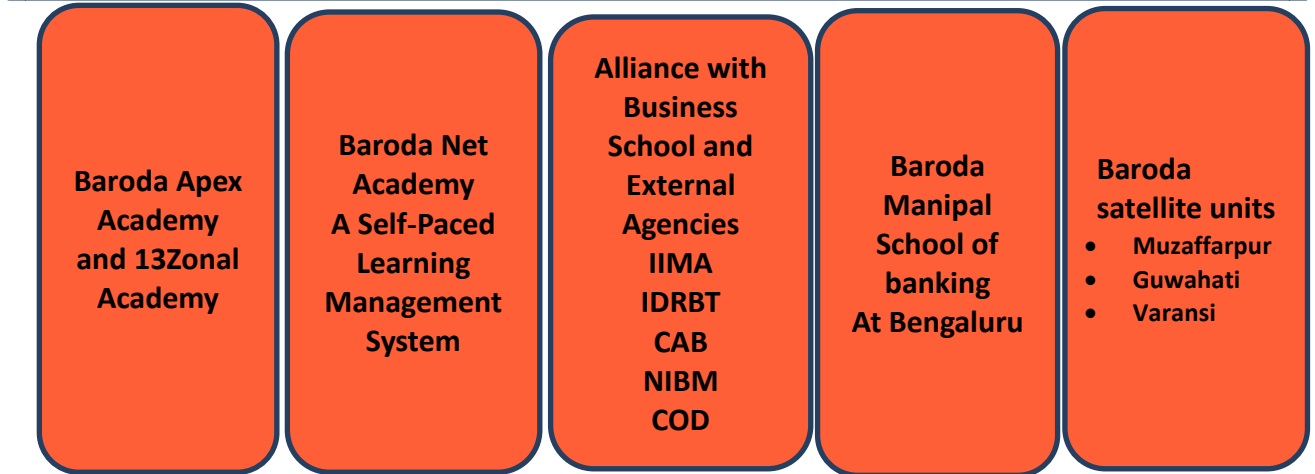 Baroda Apex
Academy
and 13Zonal
Academy
Baroda Net
Academy
A Self-Paced
Learning
Management
System
Alliance with
Business
School and
External
Agencies
IIMA
IDRBT
CAB
NIBM
COD
Baroda
Manipal
School of
banking
At Bengaluru
Baroda
satellite units
• Muzaffarpur
• Guwahati
• Varansi